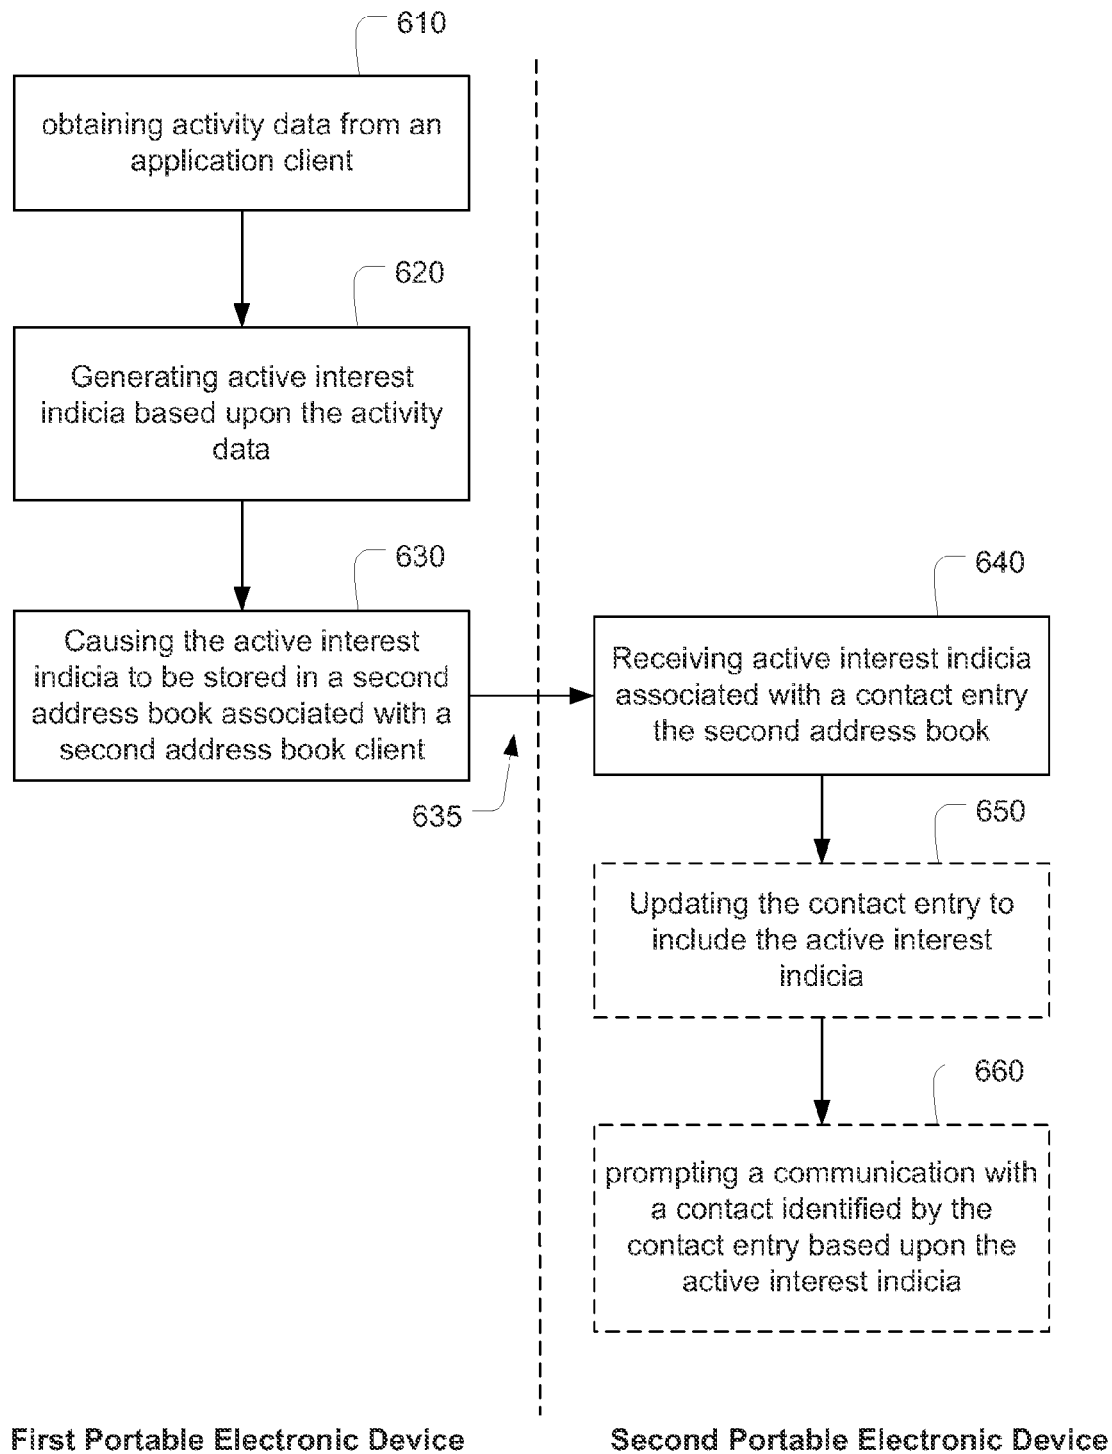 610
obtaining activity data from an
application client
620
Generating active interest
indicia based upon the activity
data
630
Causing the active interest
indicia to be stored in a second
address book associated with a
second address book client
635
640
Receiving active interest indicia
associated with a contact entry
the second address book
650
Updating the contact entry to
include the active interest
indicia
660
prompting a communication with
a contact identified by the
contact entry based upon the
active interest indicia
First Portable Electronic Device
Second Portable Electronic Device